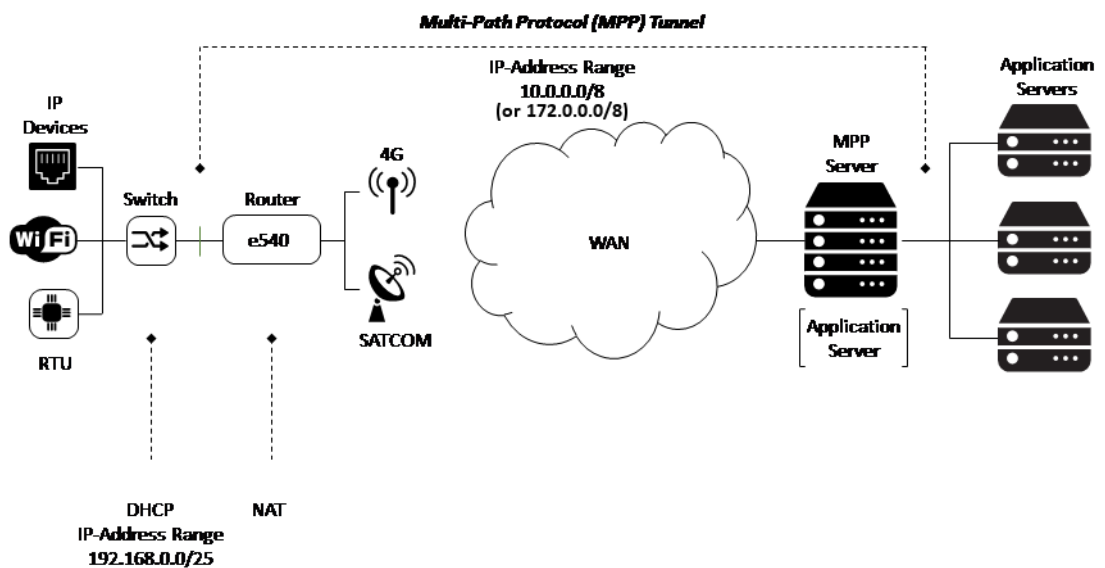 Multi-Path Protocol (MPP) Tunnel
IP-Address Range
10.0.0.0/8
(or 172.0.0.0/8)
Application
Servers
IP
Devices
MPP
Server
4G
Switch
Router
WiFi
e540
WAN
Application
Server
SATCOM
RTU
DHCP
IP-Address Range
192.168.0.0/25
NAT